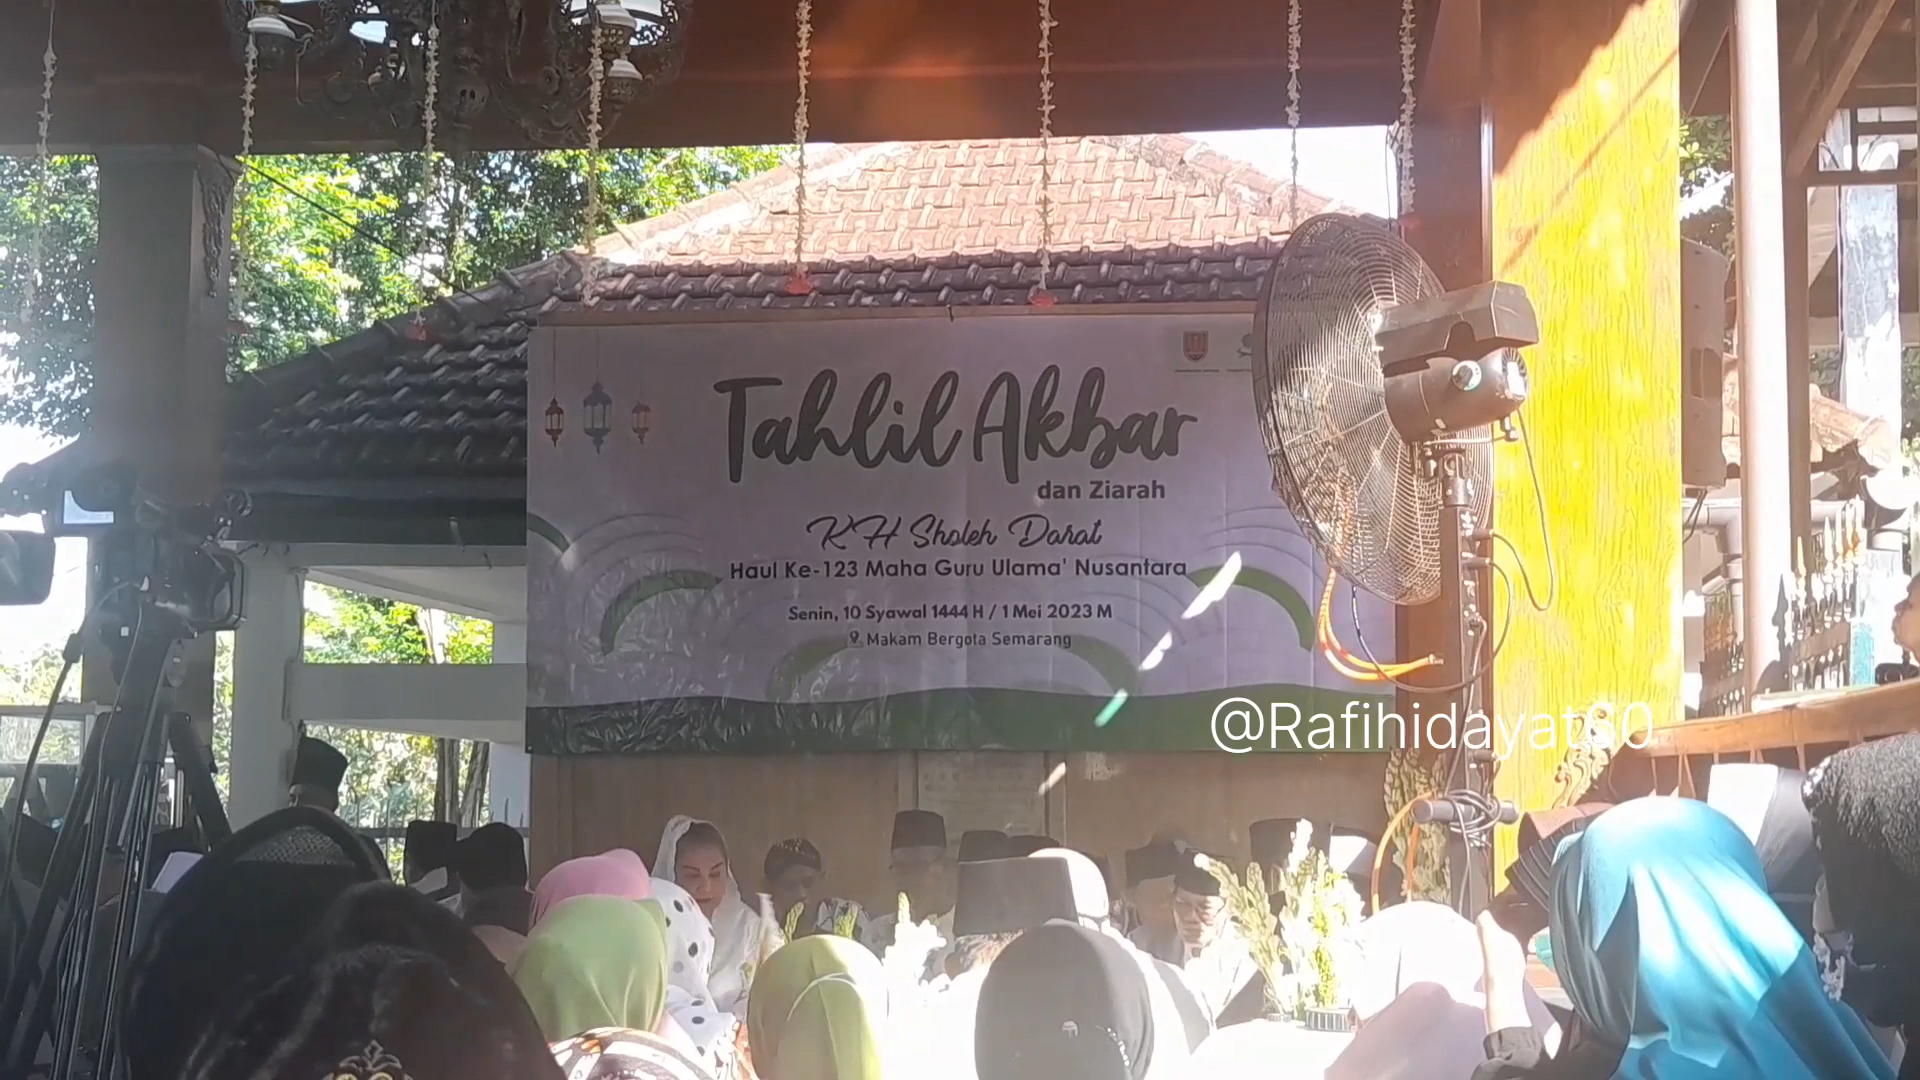 Tahlil Akbar
dan Ziarah
KH Sholeh Darat
Haul Ke-123 Maha Guru Ulama' Nusantara
Senin, 10 Syawal 1444 H / 1 Mei 2023 M
Makam Bergota Semarang
@Rafihidayat60